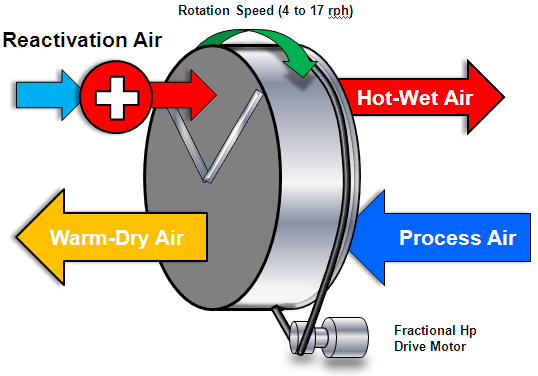 Rotation Speed (4 to 17 rph)
Reactivation Air
Hot-Wet Air
Warm-Dry Air
Process Air
Fractional Hp
Drive Motor